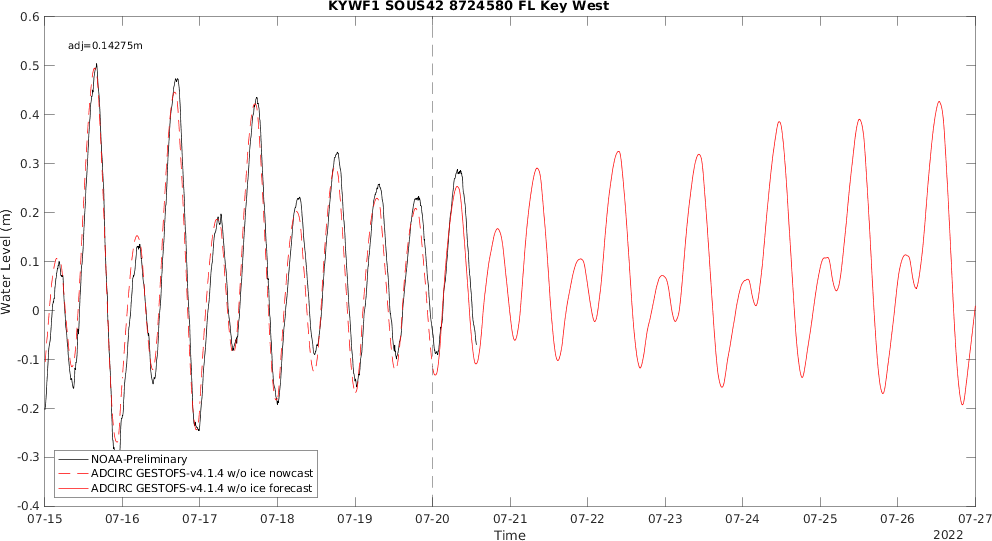 KYWF1 SOUS42 8724580 FL Key West
adj=0.14275m
0.6
0.5
0.4
0.3
0.2
0.1
0
-0.1
-0.2
-0.3
-0.4
Water Level (m)
NOAA-Preliminary
ADCIRC GESTOFS-v4.1.4 w/o ice nowcast
ADCIRC GESTOFS-v4.1.4 w/o ice forecast
07-15 07-16 07-17 07-18 07-19 07-20 07-21 07-22 07-23 07-24 07-25 07-26 07-27
Time
2022